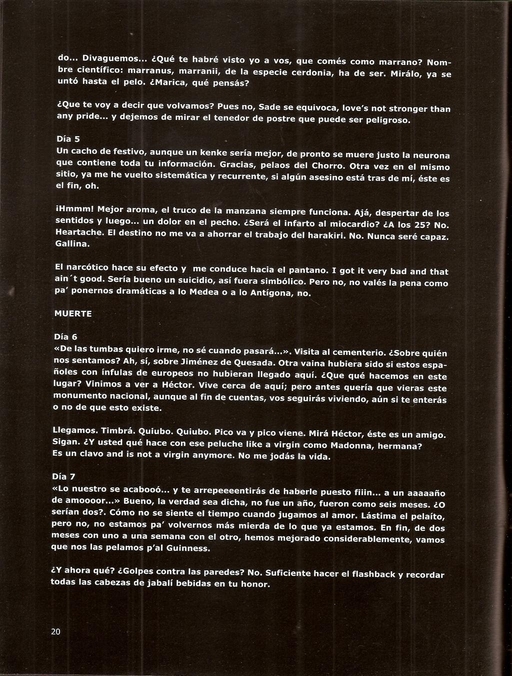 do... Divaguemos... ¿Qué te habré visto yo a vos, que comés como marrano? Nom-
bre científico: marranus, marranii, de la especie cerdonia, ha de ser. Mirálo, ya se
untó hasta el pelo. ¿Marica, qué pensás?
¿Que te voy a decir que volvamos? Pues no, Sade se equivoca, love's not stronger than
any pride... y dejemos de mirar el tenedor de postre que puede ser peligroso.
Día 5
Un cacho de festivo, aunque un kenke sería mejor, de pronto se muere justo la neurona
que contiene toda tu información. Gracias, pelaos del Chorro. Otra vez en el mismo
sitio, ya me he vuelto sistemática y recurrente, si algún asesino está tras de mí, éste es
el fin, oh.
¡Hmmm! Mejor aroma, el truco de la manzana siempre funciona. Ajá, despertar de los
sentidos y luego... un dolor en el pecho. ¿Será el infarto al miocardio? ¿A los 25? No.
Heartache. El destino no me va a ahorrar el trabajo del harakiri. No. Nunca seré capaz.
Gallina.
El narcótico hace su efecto y me conduce hacia el pantano. I got it very bad and that
ain´t good. Sería bueno un suicidio, así fuera simbólico. Pero no, no valés la pena como
pa' ponernos dramáticas a lo Medea o a lo Antígona, no.
MUERTE
Día 6
«De las tumbas quiero irme, no sé cuando pasará...». Visita al cementerio. ¿Sobre quién
nos sentamos? Ah, sí, sobre Jiménez de Quesada. Otra vaina hubiera sido si estos espa-
ñoles con ínfulas de europeos no hubieran llegado aquí. ¿Que qué hacemos en este
lugar? Vinimos a ver a Héctor. Vive cerca de aquí; pero antes quería que vieras este
monumento nacional, aunque al fin de cuentas, vos seguirás viviendo, aún si te enterás
o no de que esto existe.
Llegamos. Timbrá. Quiubo. Quiubo. Pico va y pico viene. Mirá Héctor, éste es un amigo.
Sigan. ¿Y usted qué hace con ese peluche like a virgin como Madonna, hermana?
Es un clavo and is not a virgin anymore. No me jodás la vida.
Día 7
«Lo nuestro se acaboóó... y te arrepeeeentirás de haberle puesto fiiin... a un aaaaaño
de amoooor...» Bueno, la verdad sea dicha, no fue un año, fueron como seis meses. ¿O
serían dos?. Cómo no se siente el tiempo cuando jugamos al amor. Lástima el pelaíto,
pero no, no estamos pa' volvernos más mierda de lo que ya estamos. En fin, de dos
meses con uno a una semana con el otro, hemos mejorado considerablemente, vamos
que nos las pelamos p'al Guinness.
¿Y ahora qué? ¿Golpes contra las paredes? No. Suficiente hacer el flashback y recordar
todas las cabezas de jabalí bebidas en tu honor.
20